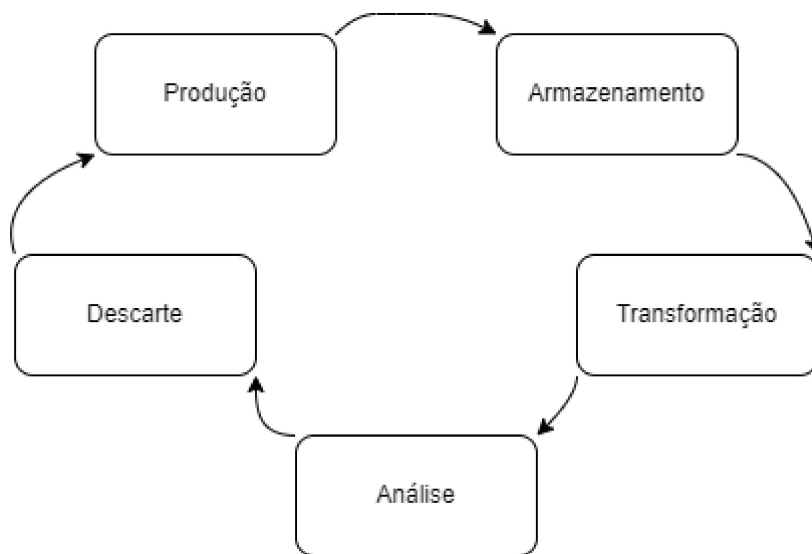 Produção
Armazenamento
Transformação
Análise
Descarte